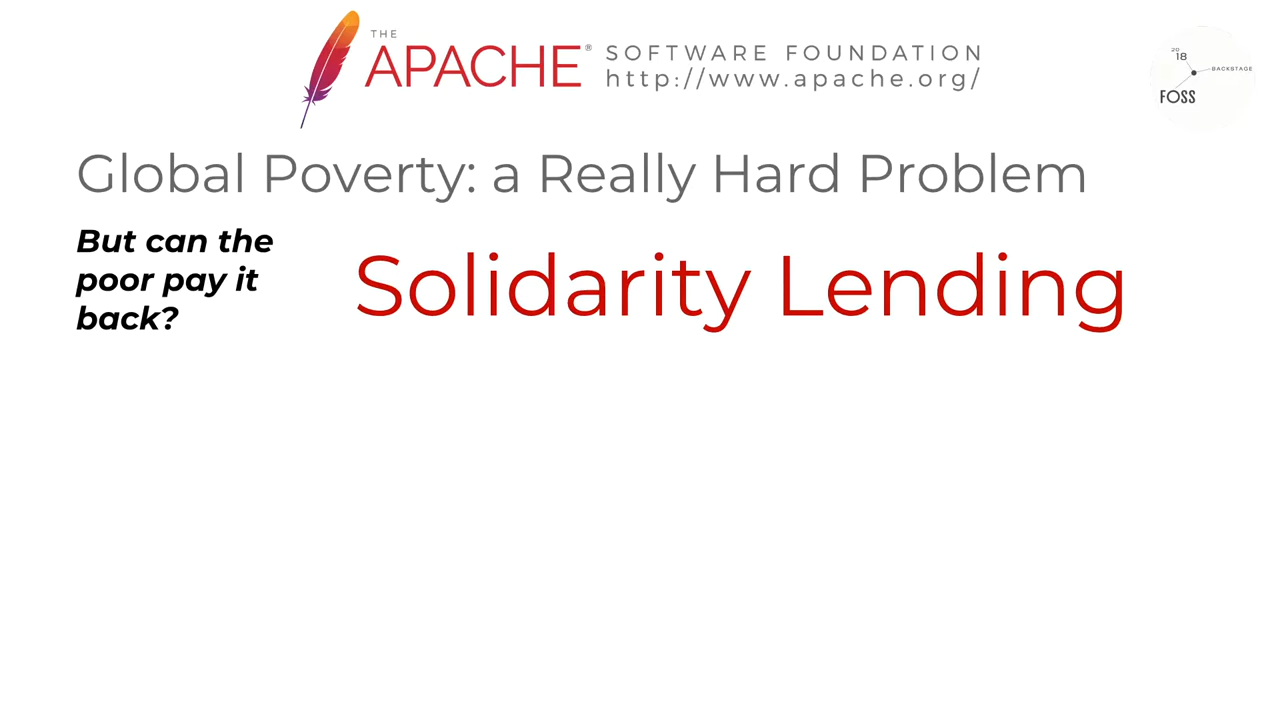 THE
APACHE® SOFTWARE FOUNDATION
http://www.apache.org/
20
18
BACKSTAGE
FOSS
Global Poverty: a Really Hard Problem
But can the
poor pay it
back?
Solidarity Lending